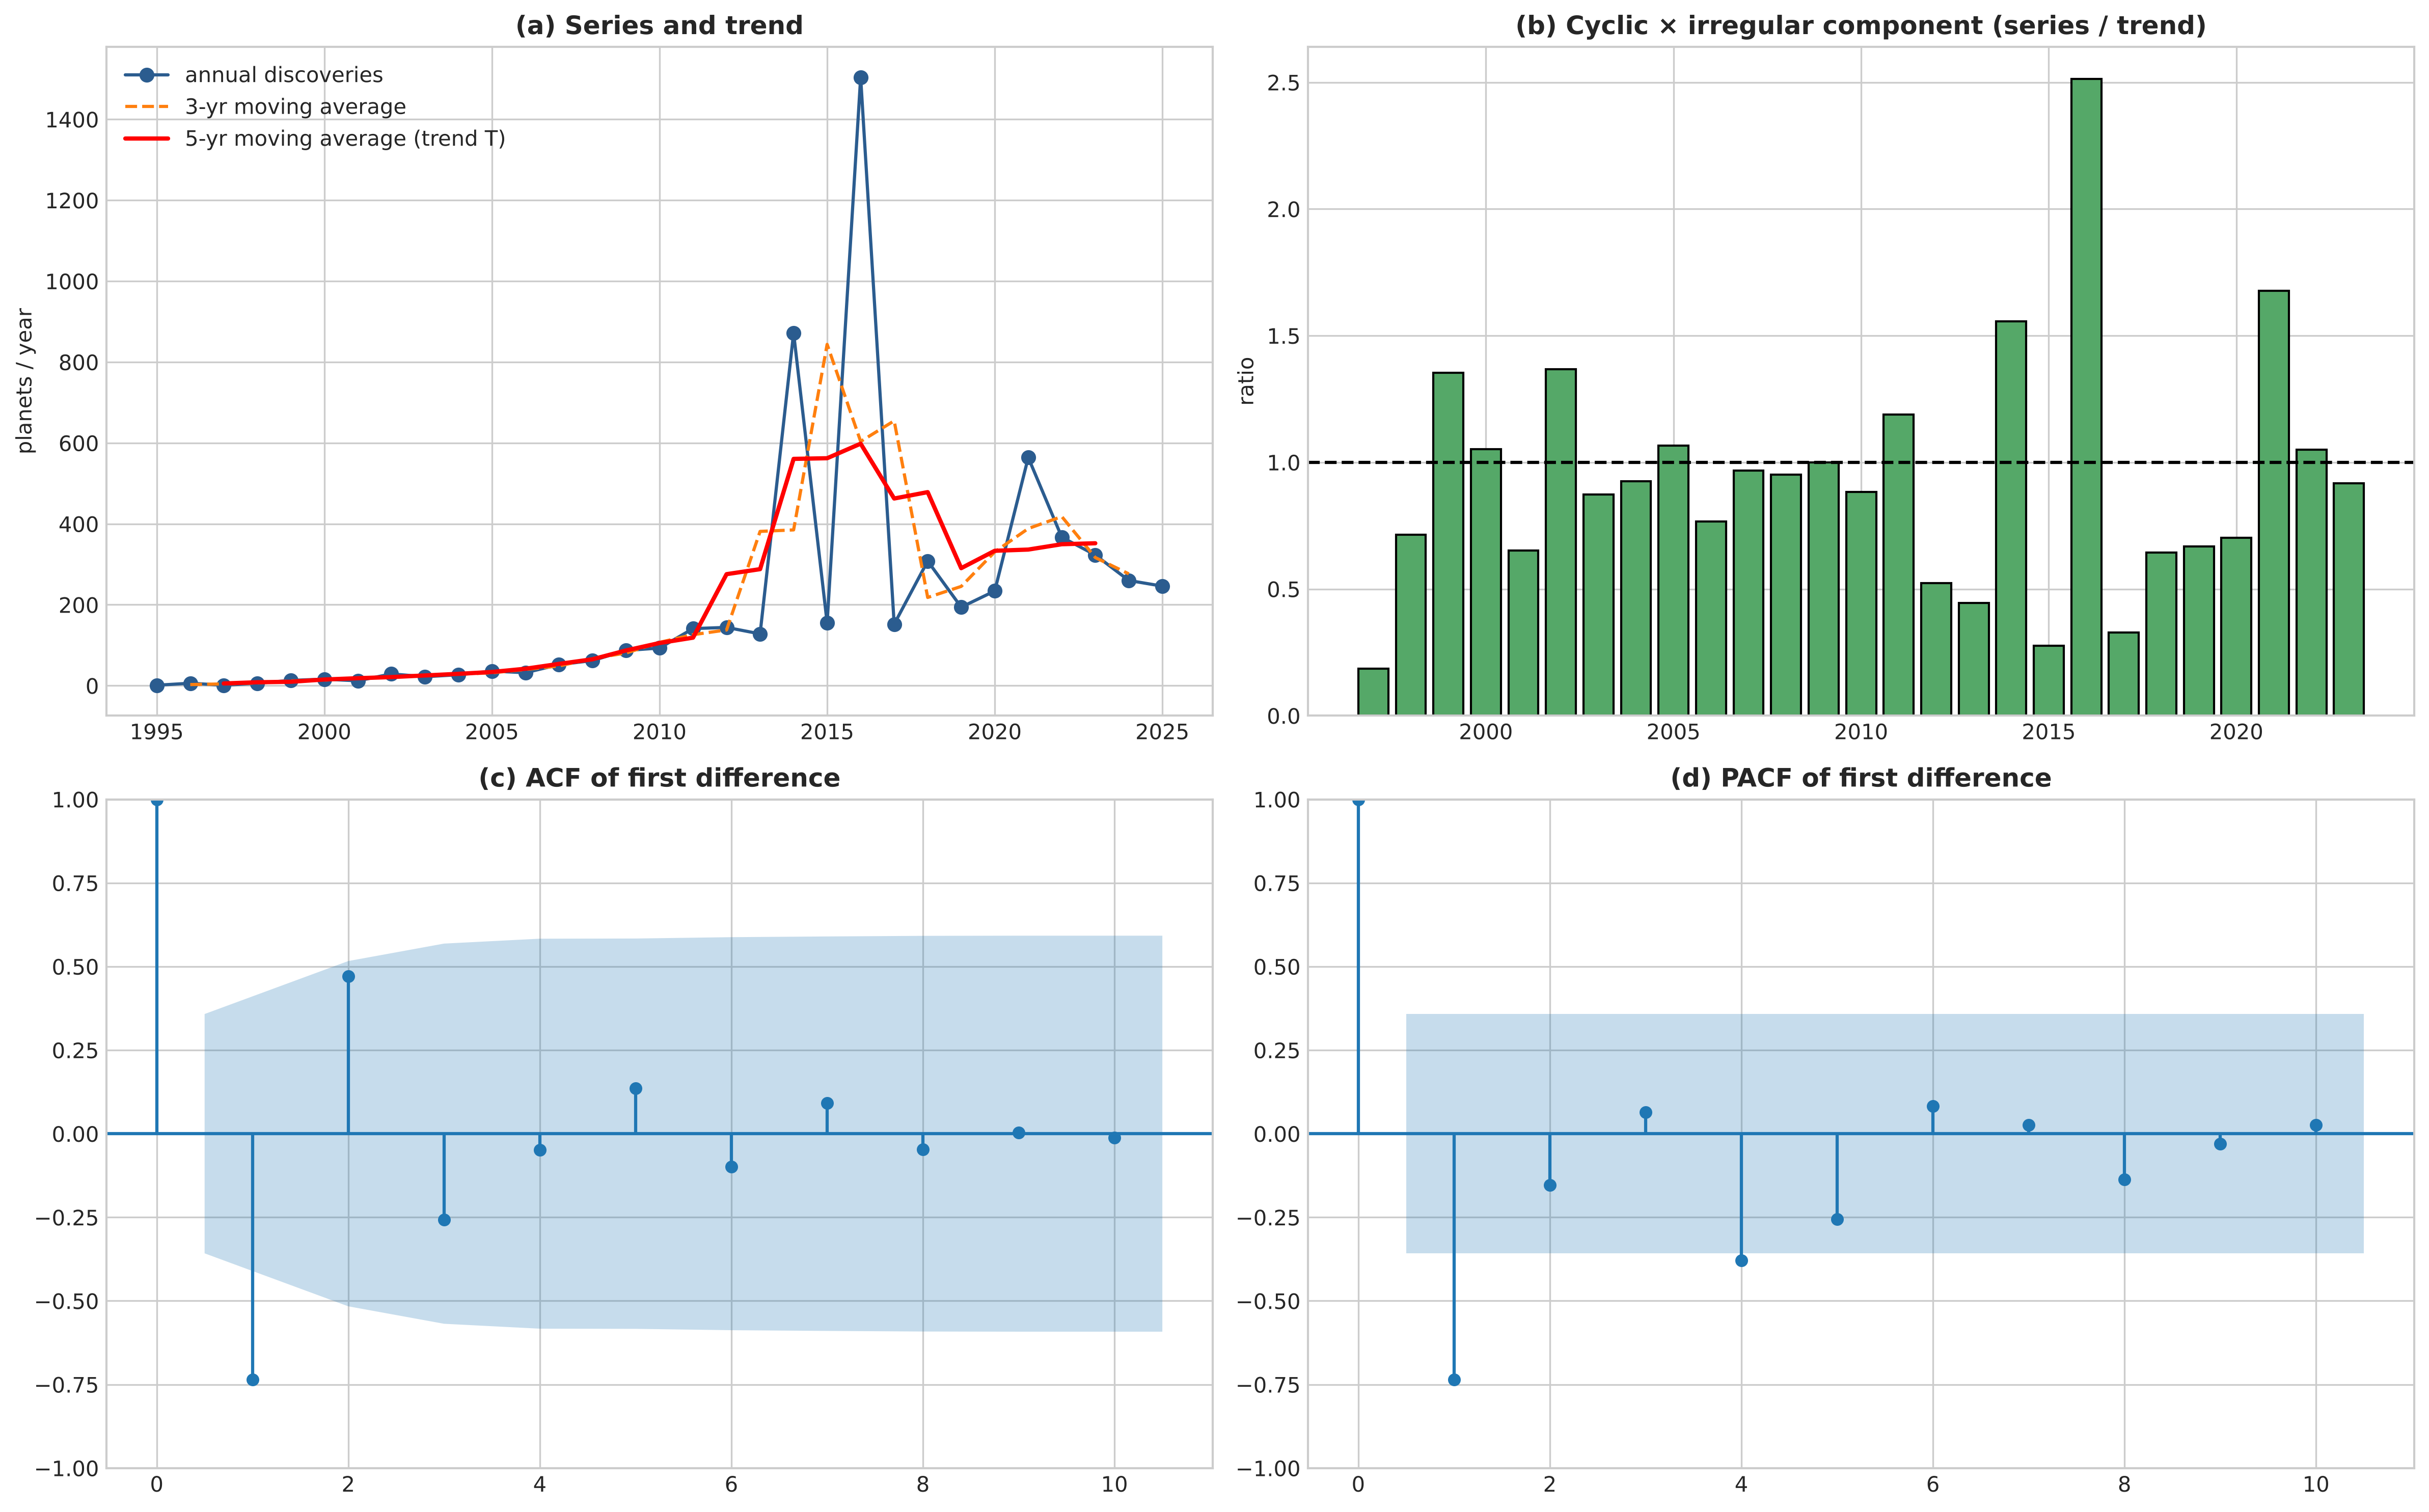 (a) Series and trend
annual discoveries
3-yr moving average
5-yr moving average (trend T)
planets / year
1400
1200
1000
800
600
400
200
0
1995 2000 2005 2010 2015 2020 2025
(b) Cyclic × irregular component (series / trend)
ratio
2.5
2.0
1.5
1.0
0.5
0.0
2000 2005 2010 2015 2020
(c) ACF of first difference
1.00
0.75
0.50
0.25
0.00
−0.25
−0.50
−0.75
−1.00
0 2 4 6 8 10
(d) PACF of first difference
1.00
0.75
0.50
0.25
0.00
−0.25
−0.50
−0.75
−1.00
0 2 4 6 8 10